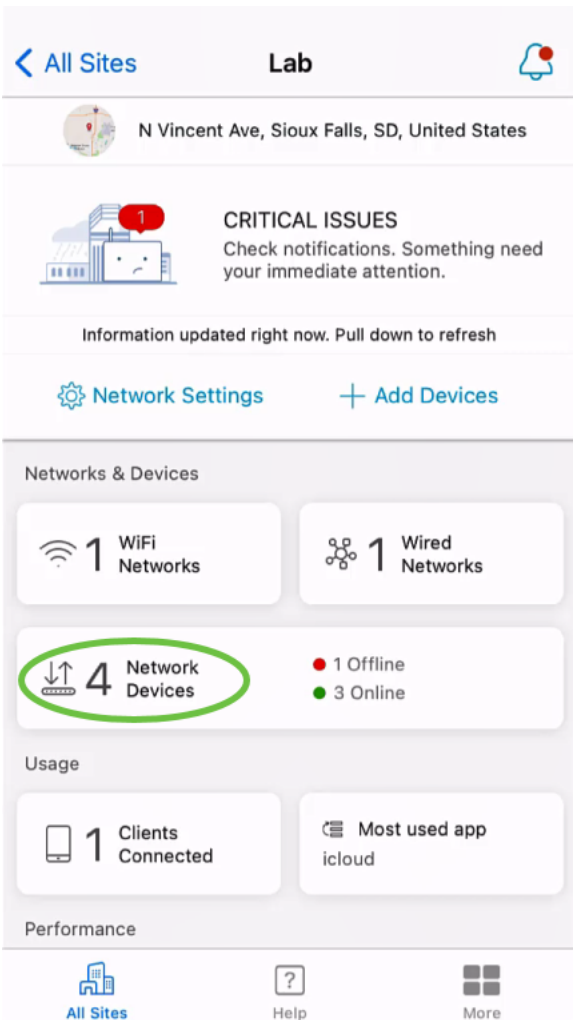 All Sites
Lab
N Vincent Ave, Sioux Falls, SD, United States
1
CRITICAL ISSUES
Check notifications. Something need
your immediate attention.
Information updated right now. Pull down to refresh
Network Settings
Add Devices
Networks & Devices
1 WiFi
Networks
1 Wired
Networks
4 Network
Devices
1 Offline
3 Online
Usage
1 Clients
Connected
Most used app
icloud
Performance
All Sites
?
Help
More